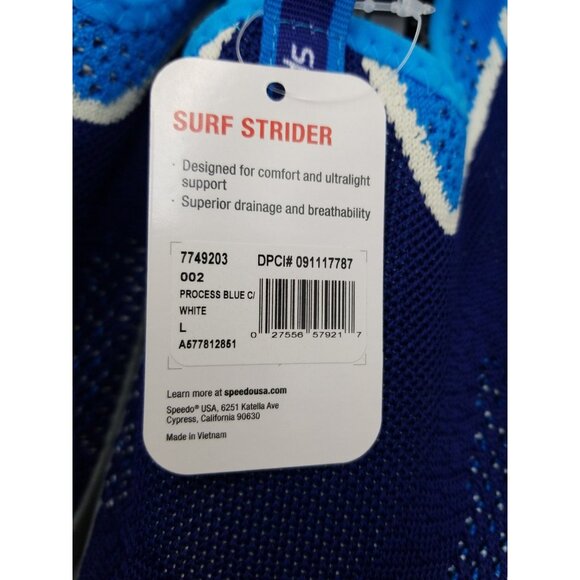 SURF STRIDER
· Designed for comfort and ultralight
support
· Superior drainage and breathability
7749203 DPCI# 091117787
002
PROCESS BLUE C/
WHITE
L
A577812851
0 27556 57921 7
Learn more at speedousa.com
Speedo® USA, 6251 Katella Ave
Cypress, California 90630
Made in Vietnam